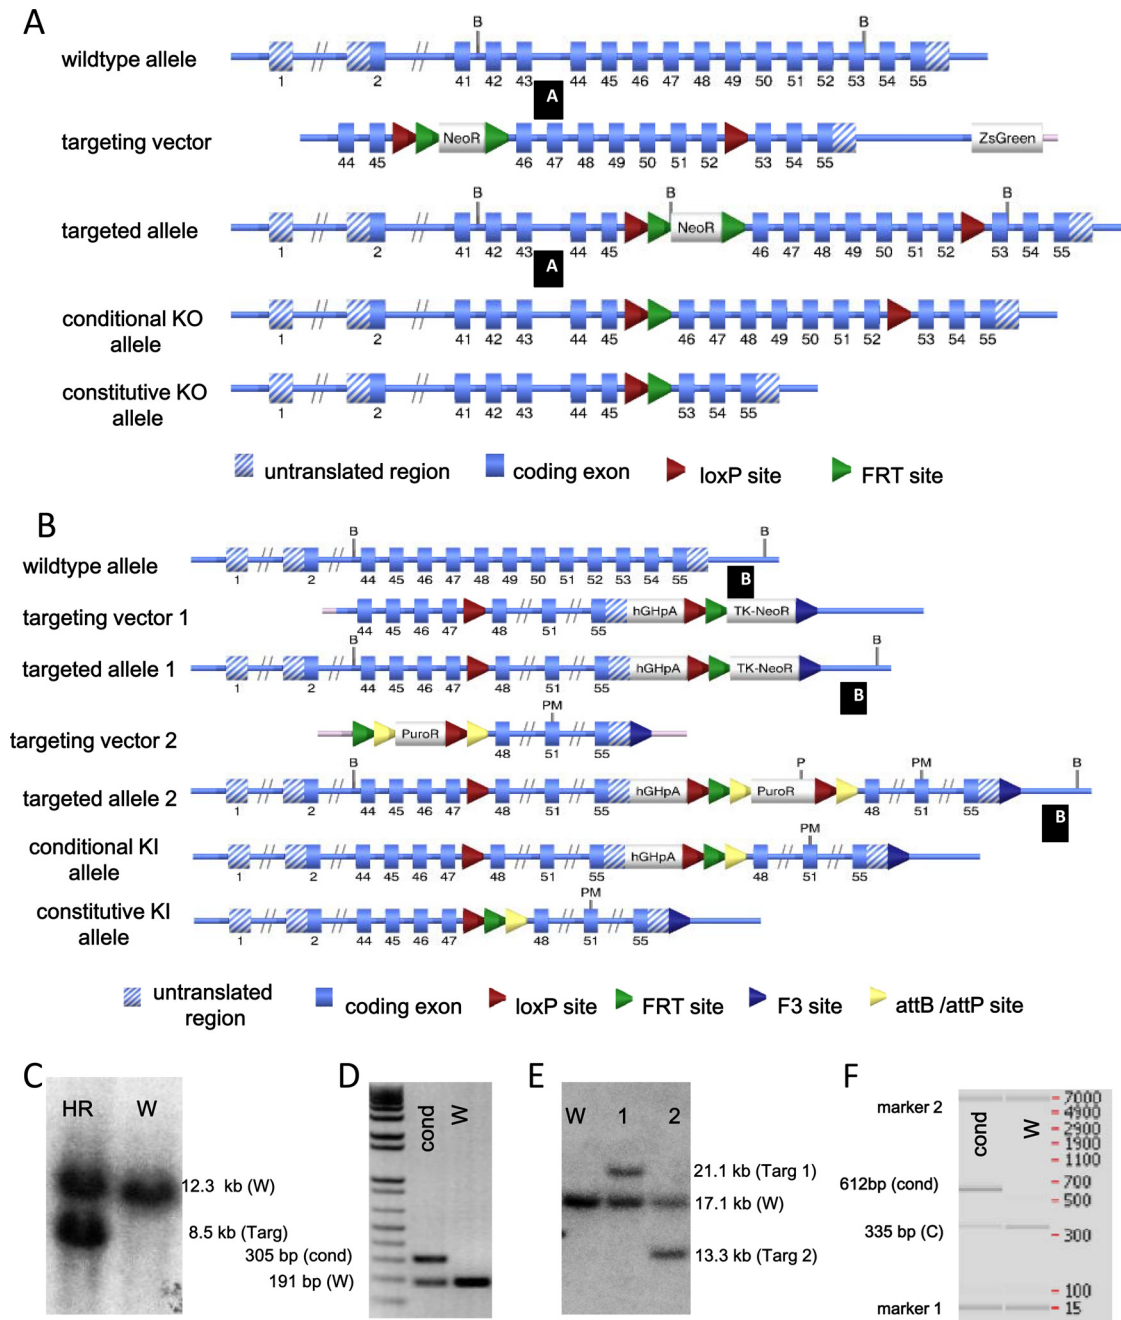 A
B B
wildtype allele
1 2 41 42 43 44 45 46 47 48 49 50 51 52 53 54 55
A
targeting vector NeoR ZsGreen
44 45 46 47 48 49 50 51 52 53 54 55
B B B
targeted allele NeoR
1 2 41 42 43 44 45 46 47 48 49 50 51 52 53 54 55
A
conditional KO
allele
1 2 41 42 43 44 45 46 47 48 49 50 51 52 53 54 55
constitutive KO
allele
1 2 41 42 43 44 45 53 54 55
untranslated region coding exon loxP site FRT site
B
B B
wildtype allele
1 2 44 45 46 47 48 49 50 51 52 53 54 55
B
targeting vector 1 hGHpA TK-NeoR
44 45 46 47 48 51 55
B B
targeted allele 1 hGHpA TK-NeoR
1 2 44 45 46 47 48 51 55
B
PM
targeting vector 2 PuroR
48 51 55
B P PM B
targeted allele 2 hGHpA PuroR
1 2 44 45 46 47 48 51 55 48 51 55
B
PM
conditional KI
allele hGHpA
1 2 44 45 46 47 48 51 55 48 51 55
PM
constitutive KI
allele
1 2 44 45 46 47 48 51 55
untranslated
region
coding exon loxP site FRT site F3 site attB /attP site
C
HR W
12.3 kb (W)
8.5 kb (Targ)
D
cond W
305 bp (cond)
191 bp (W)
E
W 1 2
21.1 kb (Targ 1)
17.1 kb (W)
13.3 kb (Targ 2)
F
marker 2
cond W
612bp (cond)
335 bp (C)
marker 1
7000
4900
2900
1900
1100
700
500
300
100
15